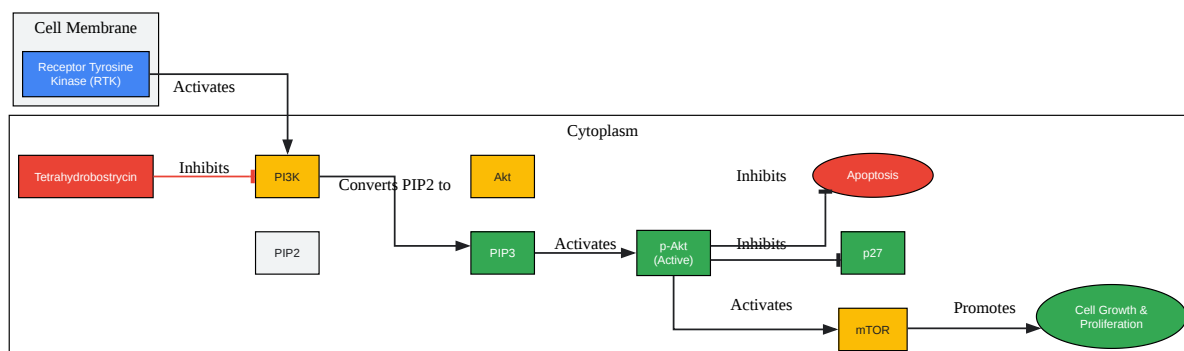 Cell Membrane
Receptor Tyrosine
Kinase (RTK)
Activates
Cytoplasm
Tetrahydrobostrycin
Inhibits
PI3K
Converts PIP2 to
Akt
Inhibits
Apoptosis
PIP2
PIP3
Activates
p-Akt
(Active)
Inhibits
p27
Activates
mTOR
Promotes
Cell Growth &
Proliferation